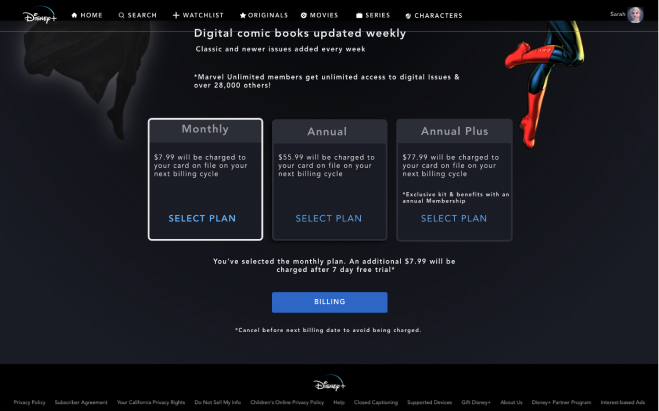 Disney+
HOME
SEARCH
WATCHLIST
ORIGINALS
MOVIES
SERIES
CHARACTERS
Sarah
Digital comic books updated weekly
Classic and newer issues added every week
*Marvel Unlimited members get unlimited access to digital Issues &
over 28,000 others!
Monthly
$7.99 will be charged to
your card on file on your
next billing cycle
SELECT PLAN
Annual
$55.99 will be charged to
your card on file on your
next billing cycle
SELECT PLAN
Annual Plus
$77.99 will be charged to
your card on file on your
next billing cycle
*Exclusive kit & benefits with an
annual Membership
SELECT PLAN
You've selected the monthly plan. An additional $7.99 will be
charged after 7 day free trial*
BILLING
*Cancel before next billing date to avoid being charged.
Disney+
Privacy Policy
Subscriber Agreement
Your California Privacy Rights
Do Not Sell My Info
Children's Online Privacy Policy
Help
Closed Captioning
Supported Devices
Gift Disney+
About Us
Disney+ Partner Program
Interest-based Ads